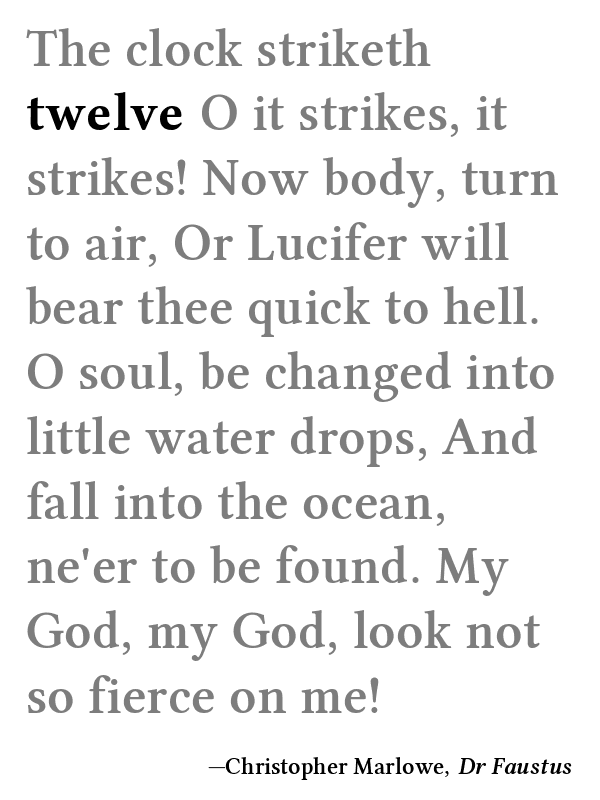 The clock striketh
twelve O it strikes, it
strikes! Now body, turn
to air, Or Lucifer will
bear thee quick to hell.
O soul, be changed into
little water drops, And
fall into the ocean,
ne'er to be found. My
God, my God, look not
so fierce on me!
—Christopher Marlowe, Dr Faustus